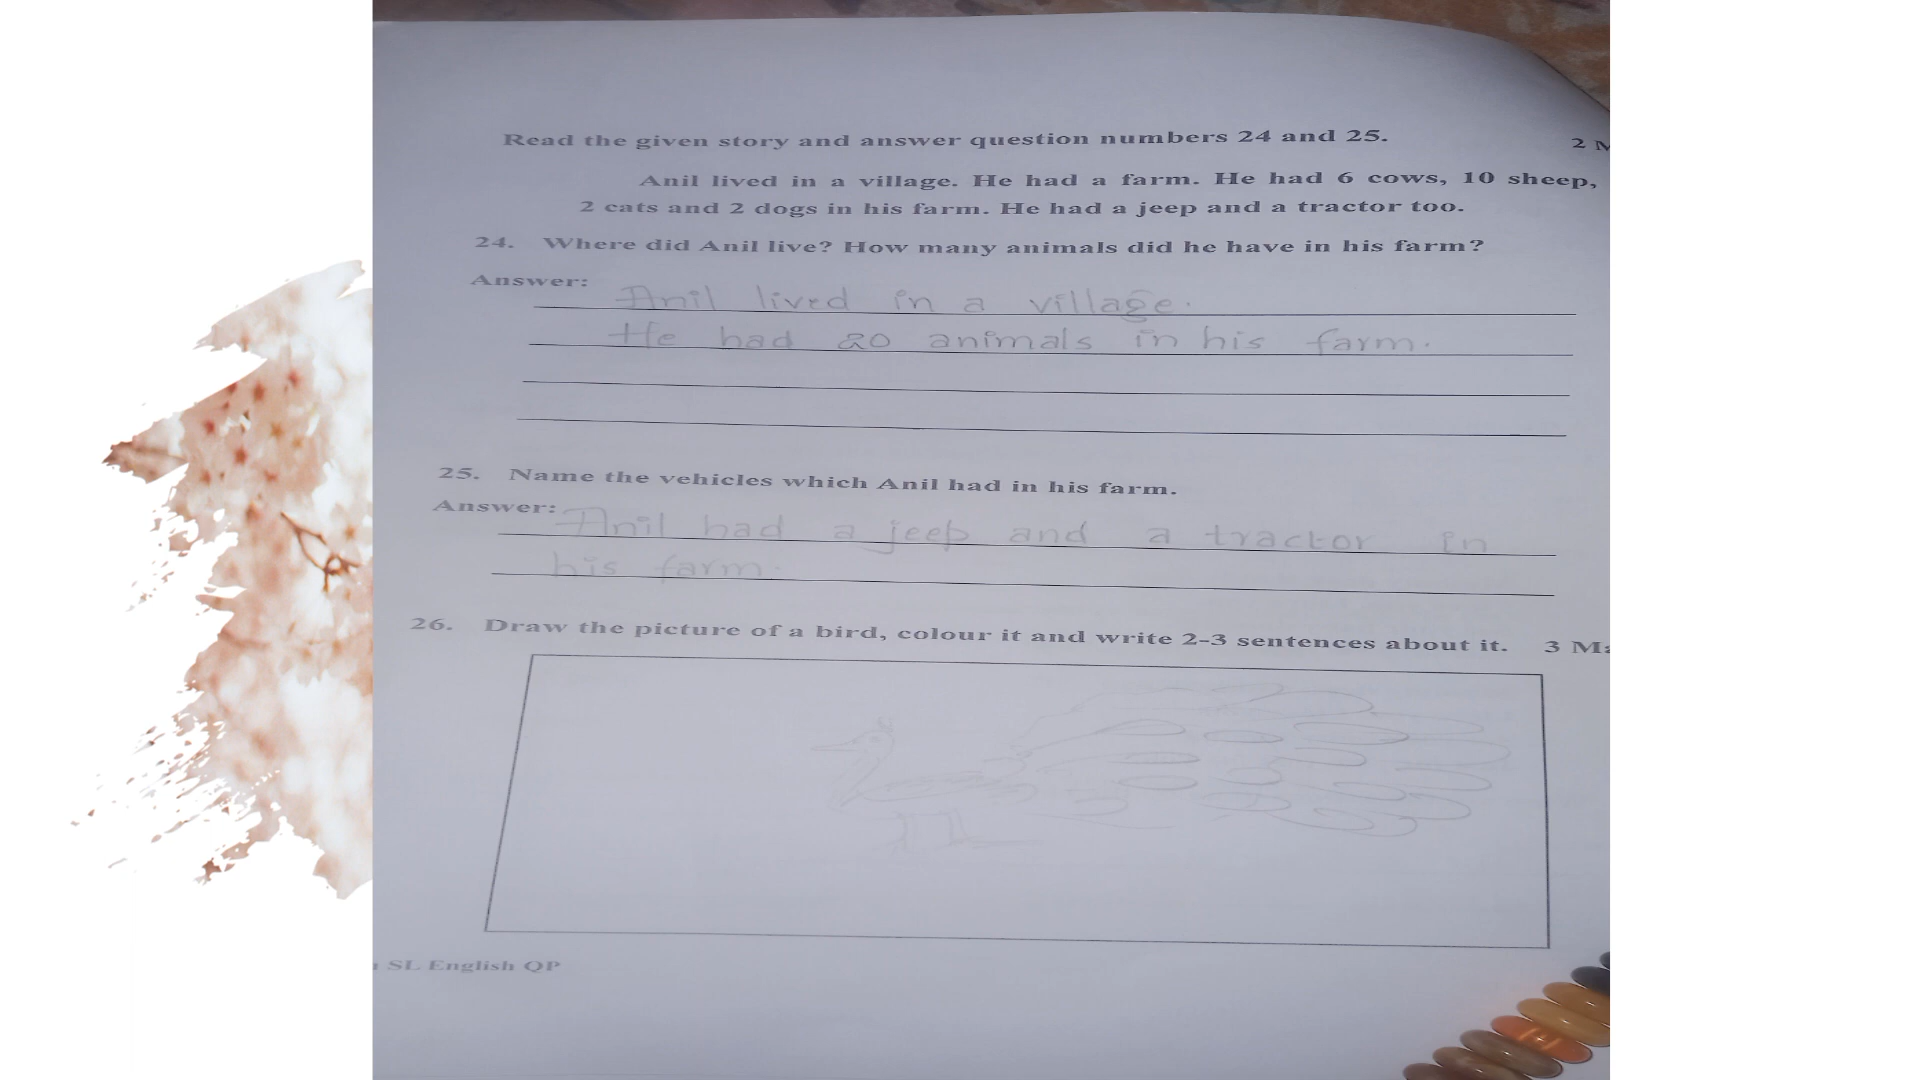 Read the given story and answer question numbers 24 and 25.
2 M
Anil lived in a village. He had a farm. He had 6 cows, 10 sheep,
2 cats and 2 dogs in his farm. He had a jeep and a tractor too.
24. Where did Anil live? How many animals did he have in his farm?
Answer:
Anil lived in a village.
He had 20 animals in his farm.
25. Name the vehicles which Anil had in his farm.
Answer:
Anil had a jeep and a tractor in
his farm.
26. Draw the picture of a bird, colour it and write 2-3 sentences about it. 3 Ma
SL English QP